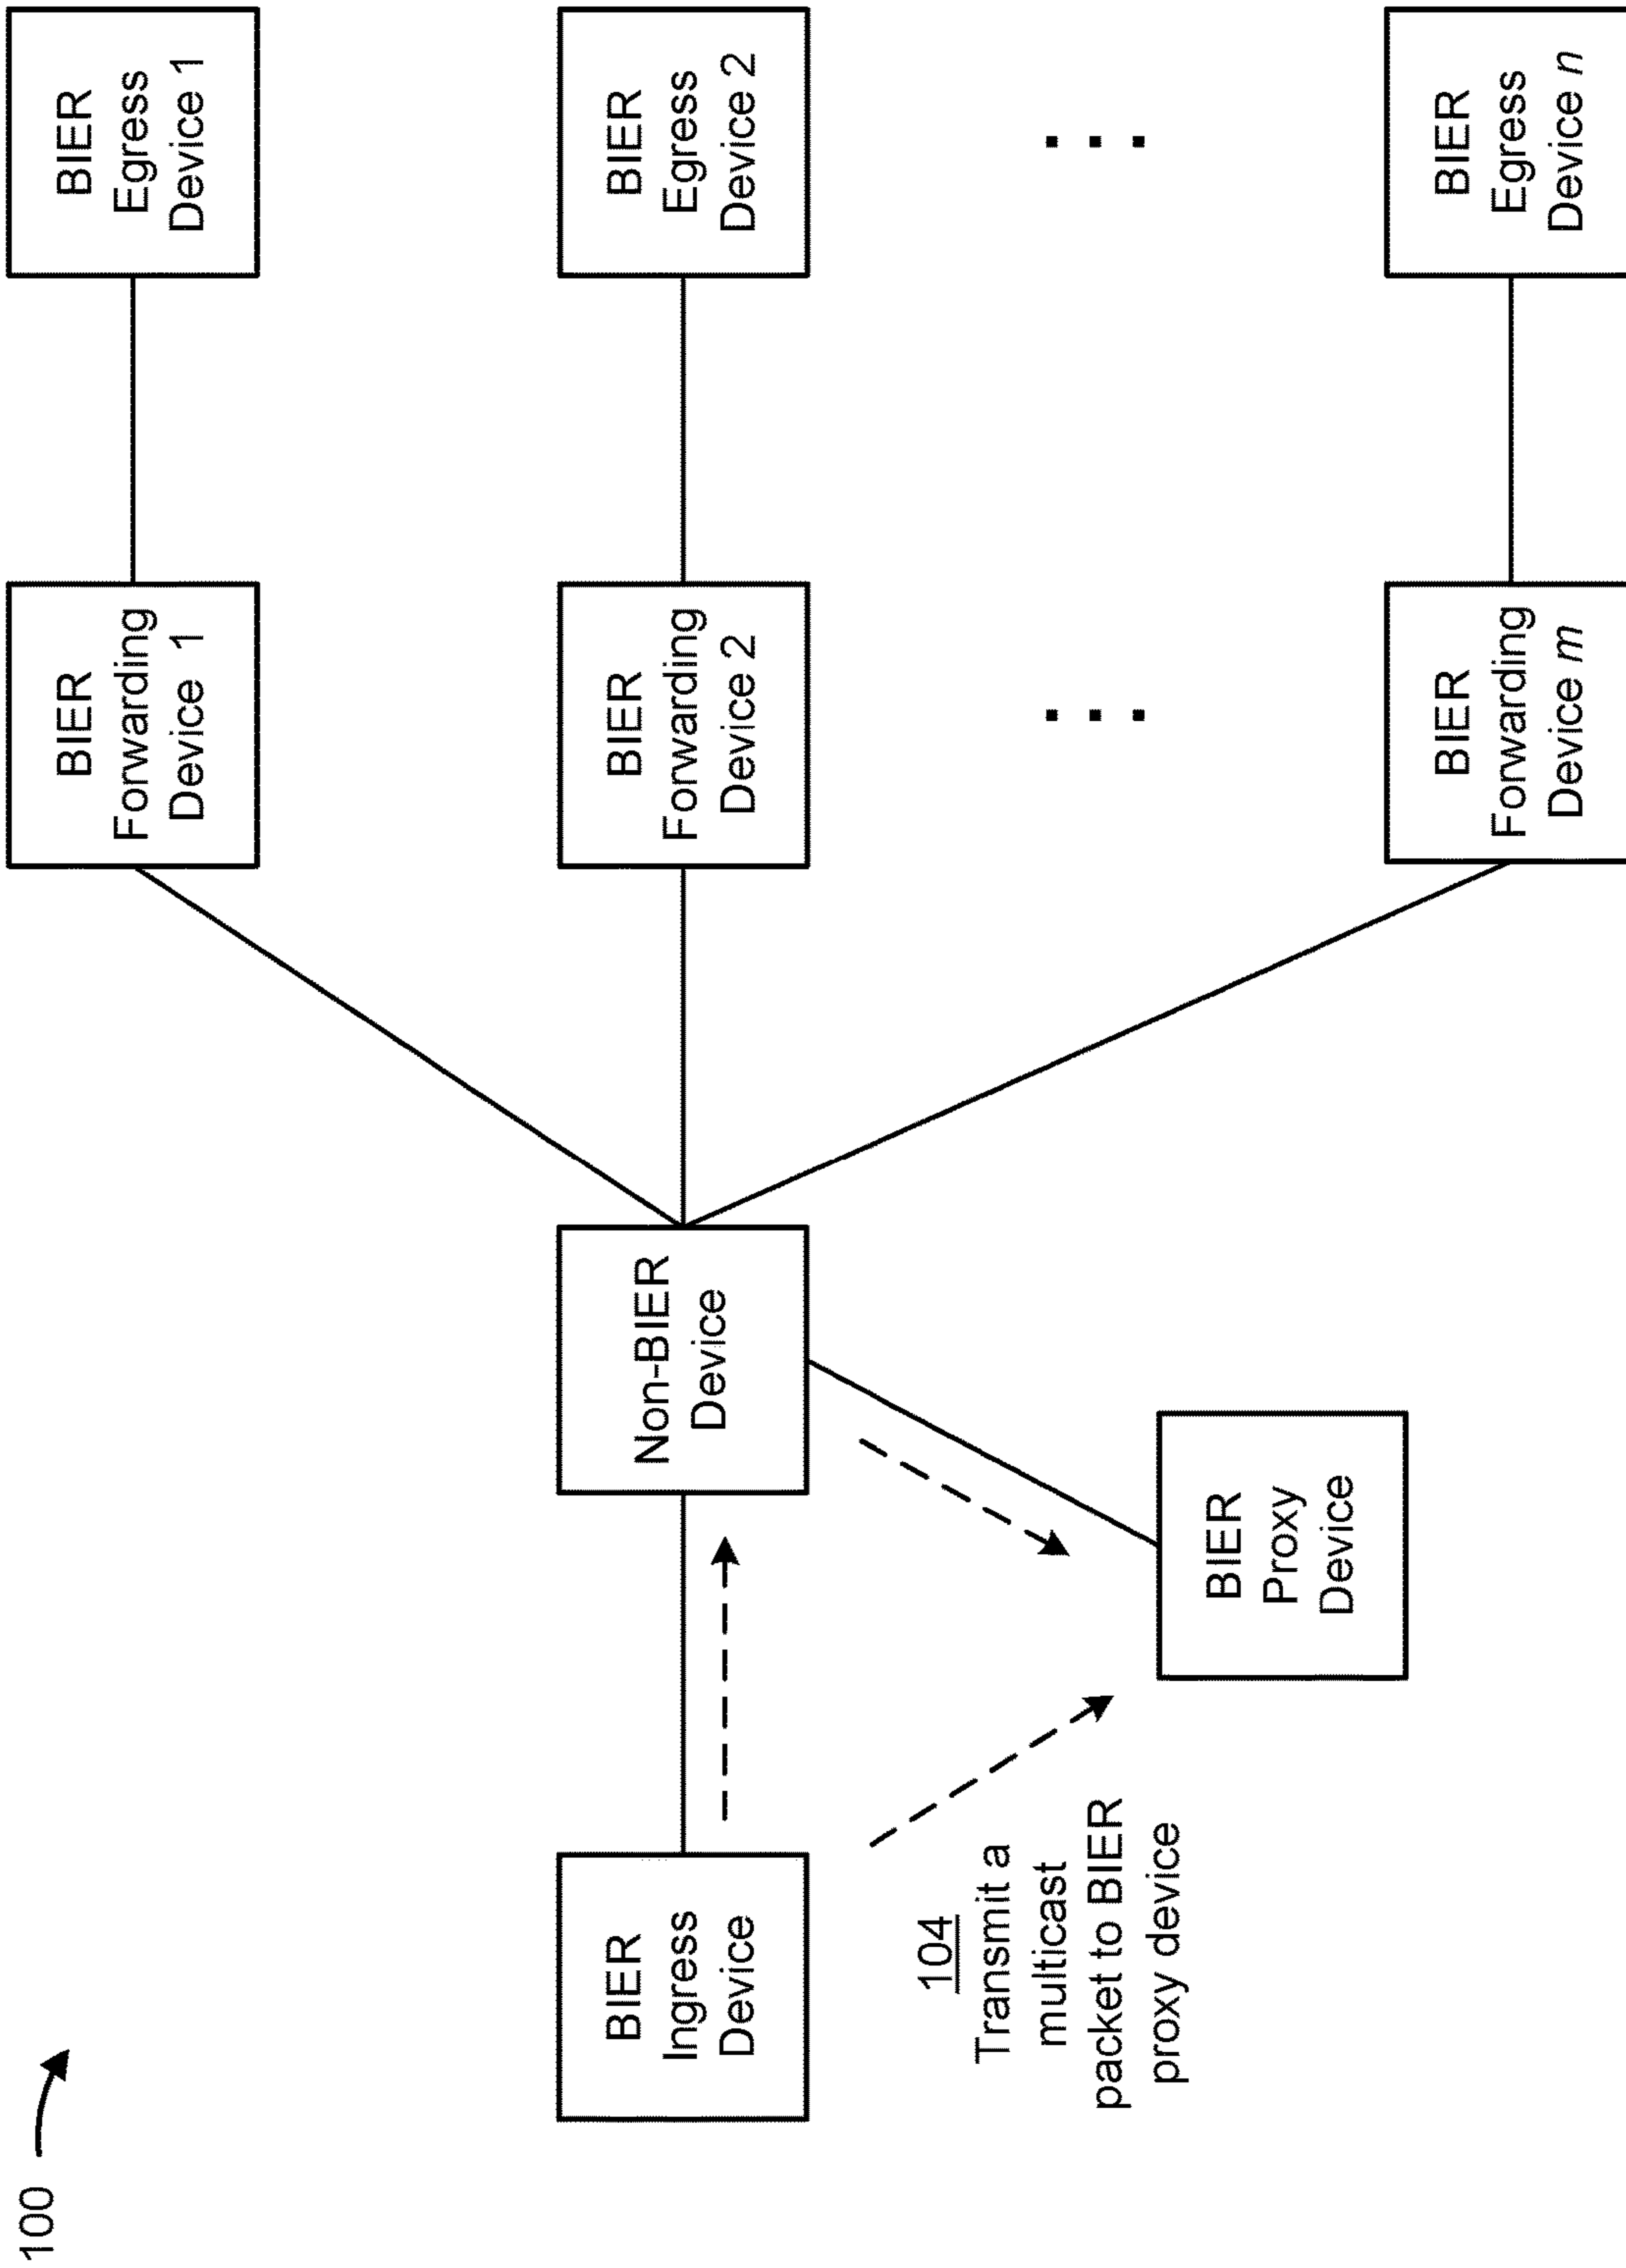 100
BIER
Ingress
Device
104
Transmit a
multicast
packet to BIER
proxy device
Non-BIER
Device
BIER
Proxy
Device
BIER
Forwarding
Device 1
BIER
Forwarding
Device 2
BIER
Forwarding
Device m
BIER
Egress
Device 1
BIER
Egress
Device 2
BIER
Egress
Device n